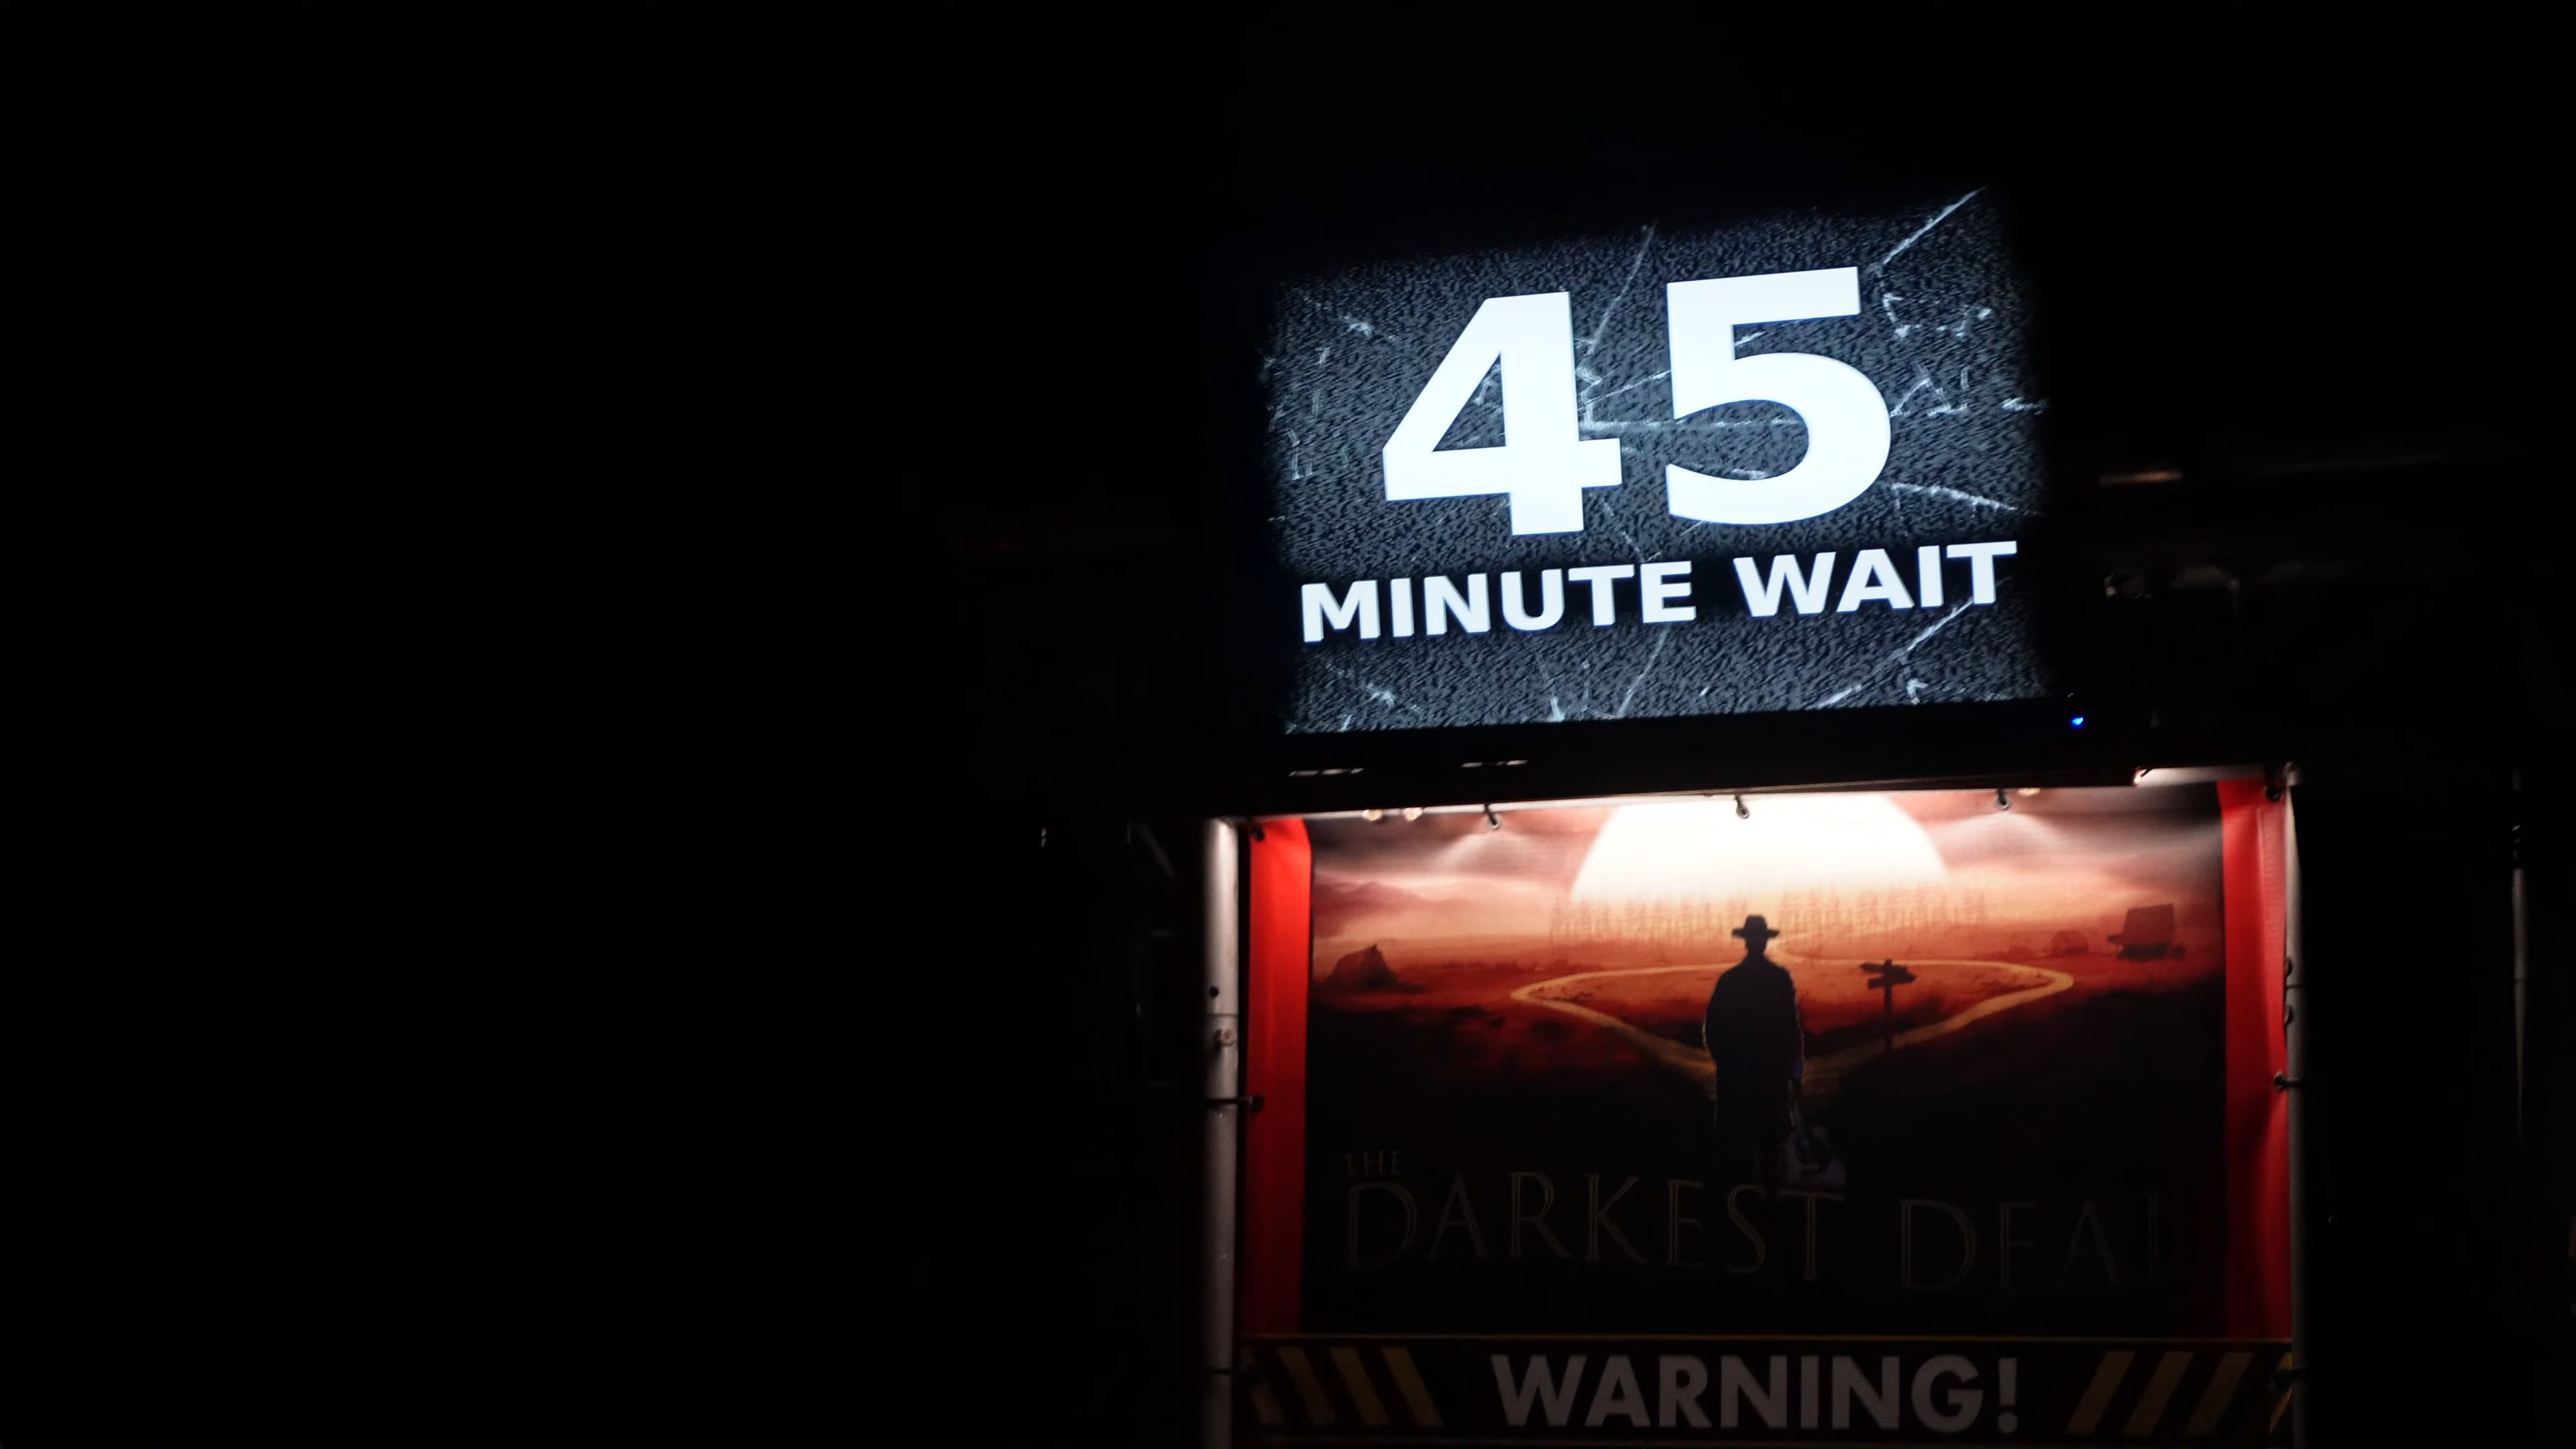 45
MINUTE WAIT
THE
DARKEST DEAL
WARNING!